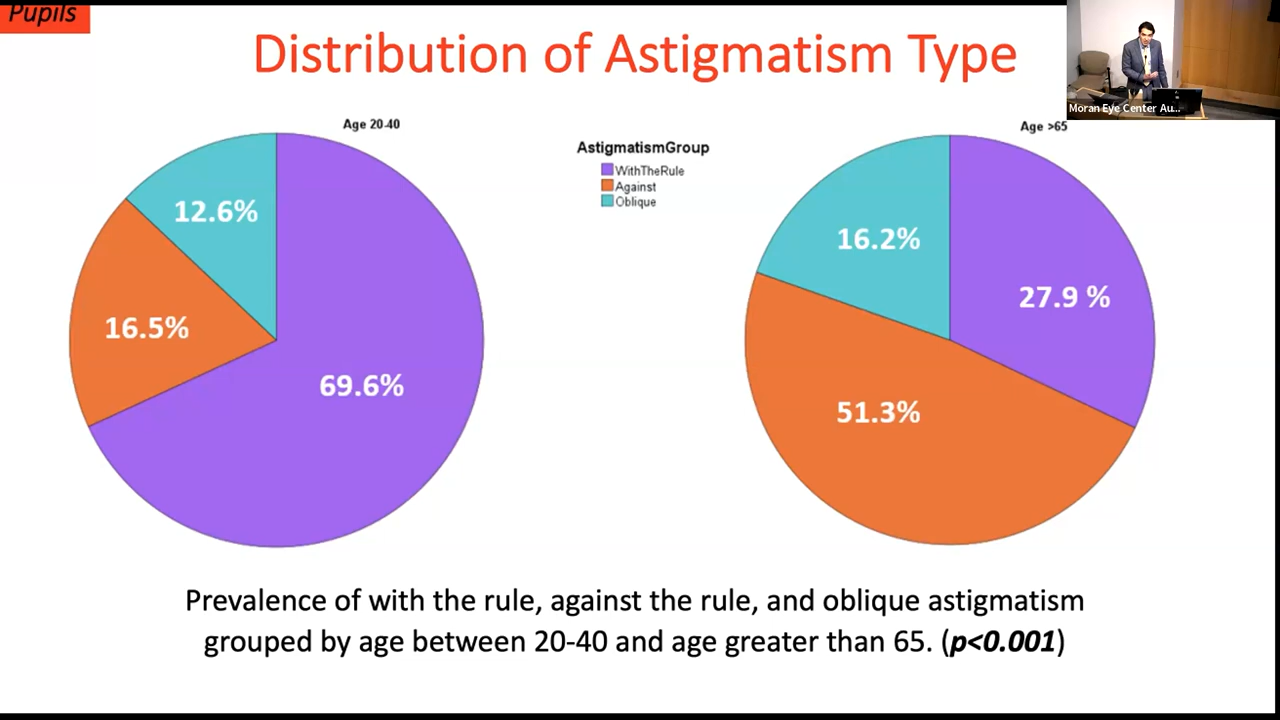 Pupils
Distribution of Astigmatism Type
Moran Eye Center Au...
Age 20-40
AstigmatismGroup
WithTheRule
Against
Oblique
Age >65
12.6%
16.5%
69.6%
16.2%
27.9 %
51.3%
Prevalence of with the rule, against the rule, and oblique astigmatism
grouped by age between 20-40 and age greater than 65. (p<0.001)